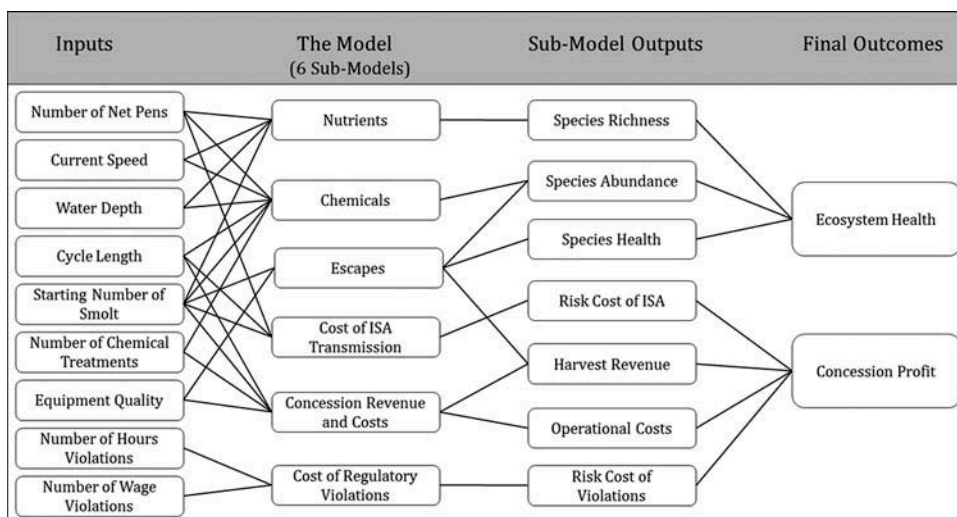 Inputs
The Model
(6 Sub-Models)
Sub-Model Outputs
Final Outcomes
Number of Net Pens
Current Speed
Water Depth
Cycle Length
Starting Number of
Smolt
Number of Chemical
Treatments
Equipment Quality
Number of Hours
Violations
Number of Wage
Violations
Nutrients
Chemicals
Escapes
Cost of ISA
Transmission
Concession Revenue
and Costs
Cost of Regulatory
Violations
Species Richness
Species Abundance
Species Health
Risk Cost of ISA
Harvest Revenue
Operational Costs
Risk Cost of
Violations
Ecosystem Health
Concession Profit